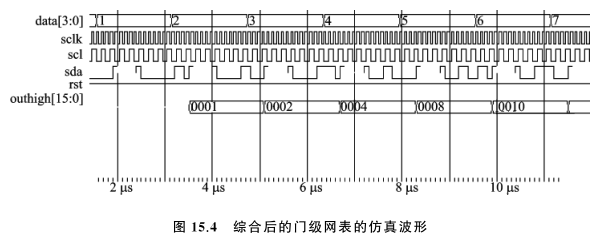 data[3:0] 1 2 3 4 5 6 7
sclk
scl
sda
rst
outhigh[15:0]
0001 0002 0004 0008 0010
2 μs 4 μs 6 μs 8 μs 10 μs
图 15.4 综合后的门级网表的仿真波形